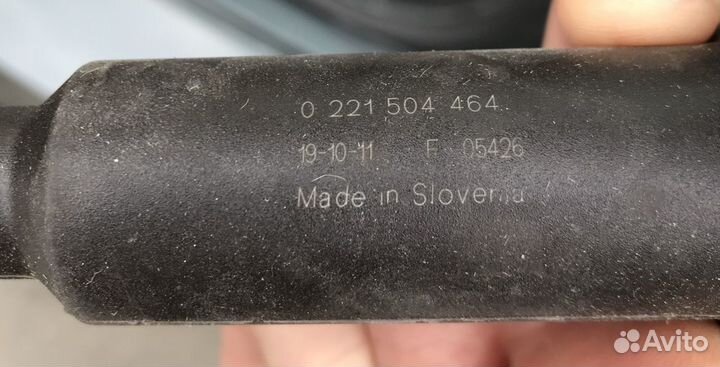 0 221 504 464
19-10-11 F 05426
Made in Slovenia
Avito